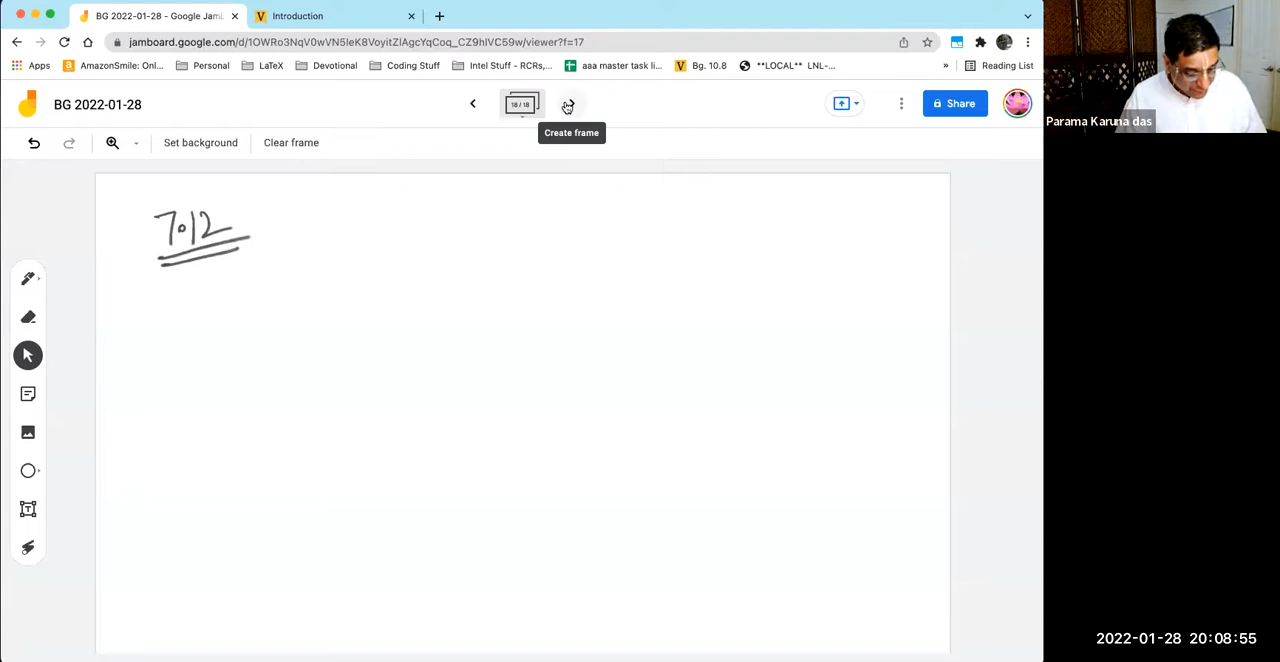 BG 2022-01-28 - Google Jaml
Introduction
jamboard.google.com/d/1OWRo3NqV0wVN5IeK8VoyitZlAgcYqCoq_CZ9hlVC59w/viewer?f=17
Apps
AmazonSmile: Onl...
Personal
LaTeX
Devotional
Coding Stuff
Intel Stuff - RCRs,...
aaa master task li...
Bg. 10.8
**LOCAL** LNL-...
»
Reading List
BG 2022-01-28
18 / 18
Share
Create frame
Set background
Clear frame
7.12
Parama Karuna das
2022-01-28 20:08:55